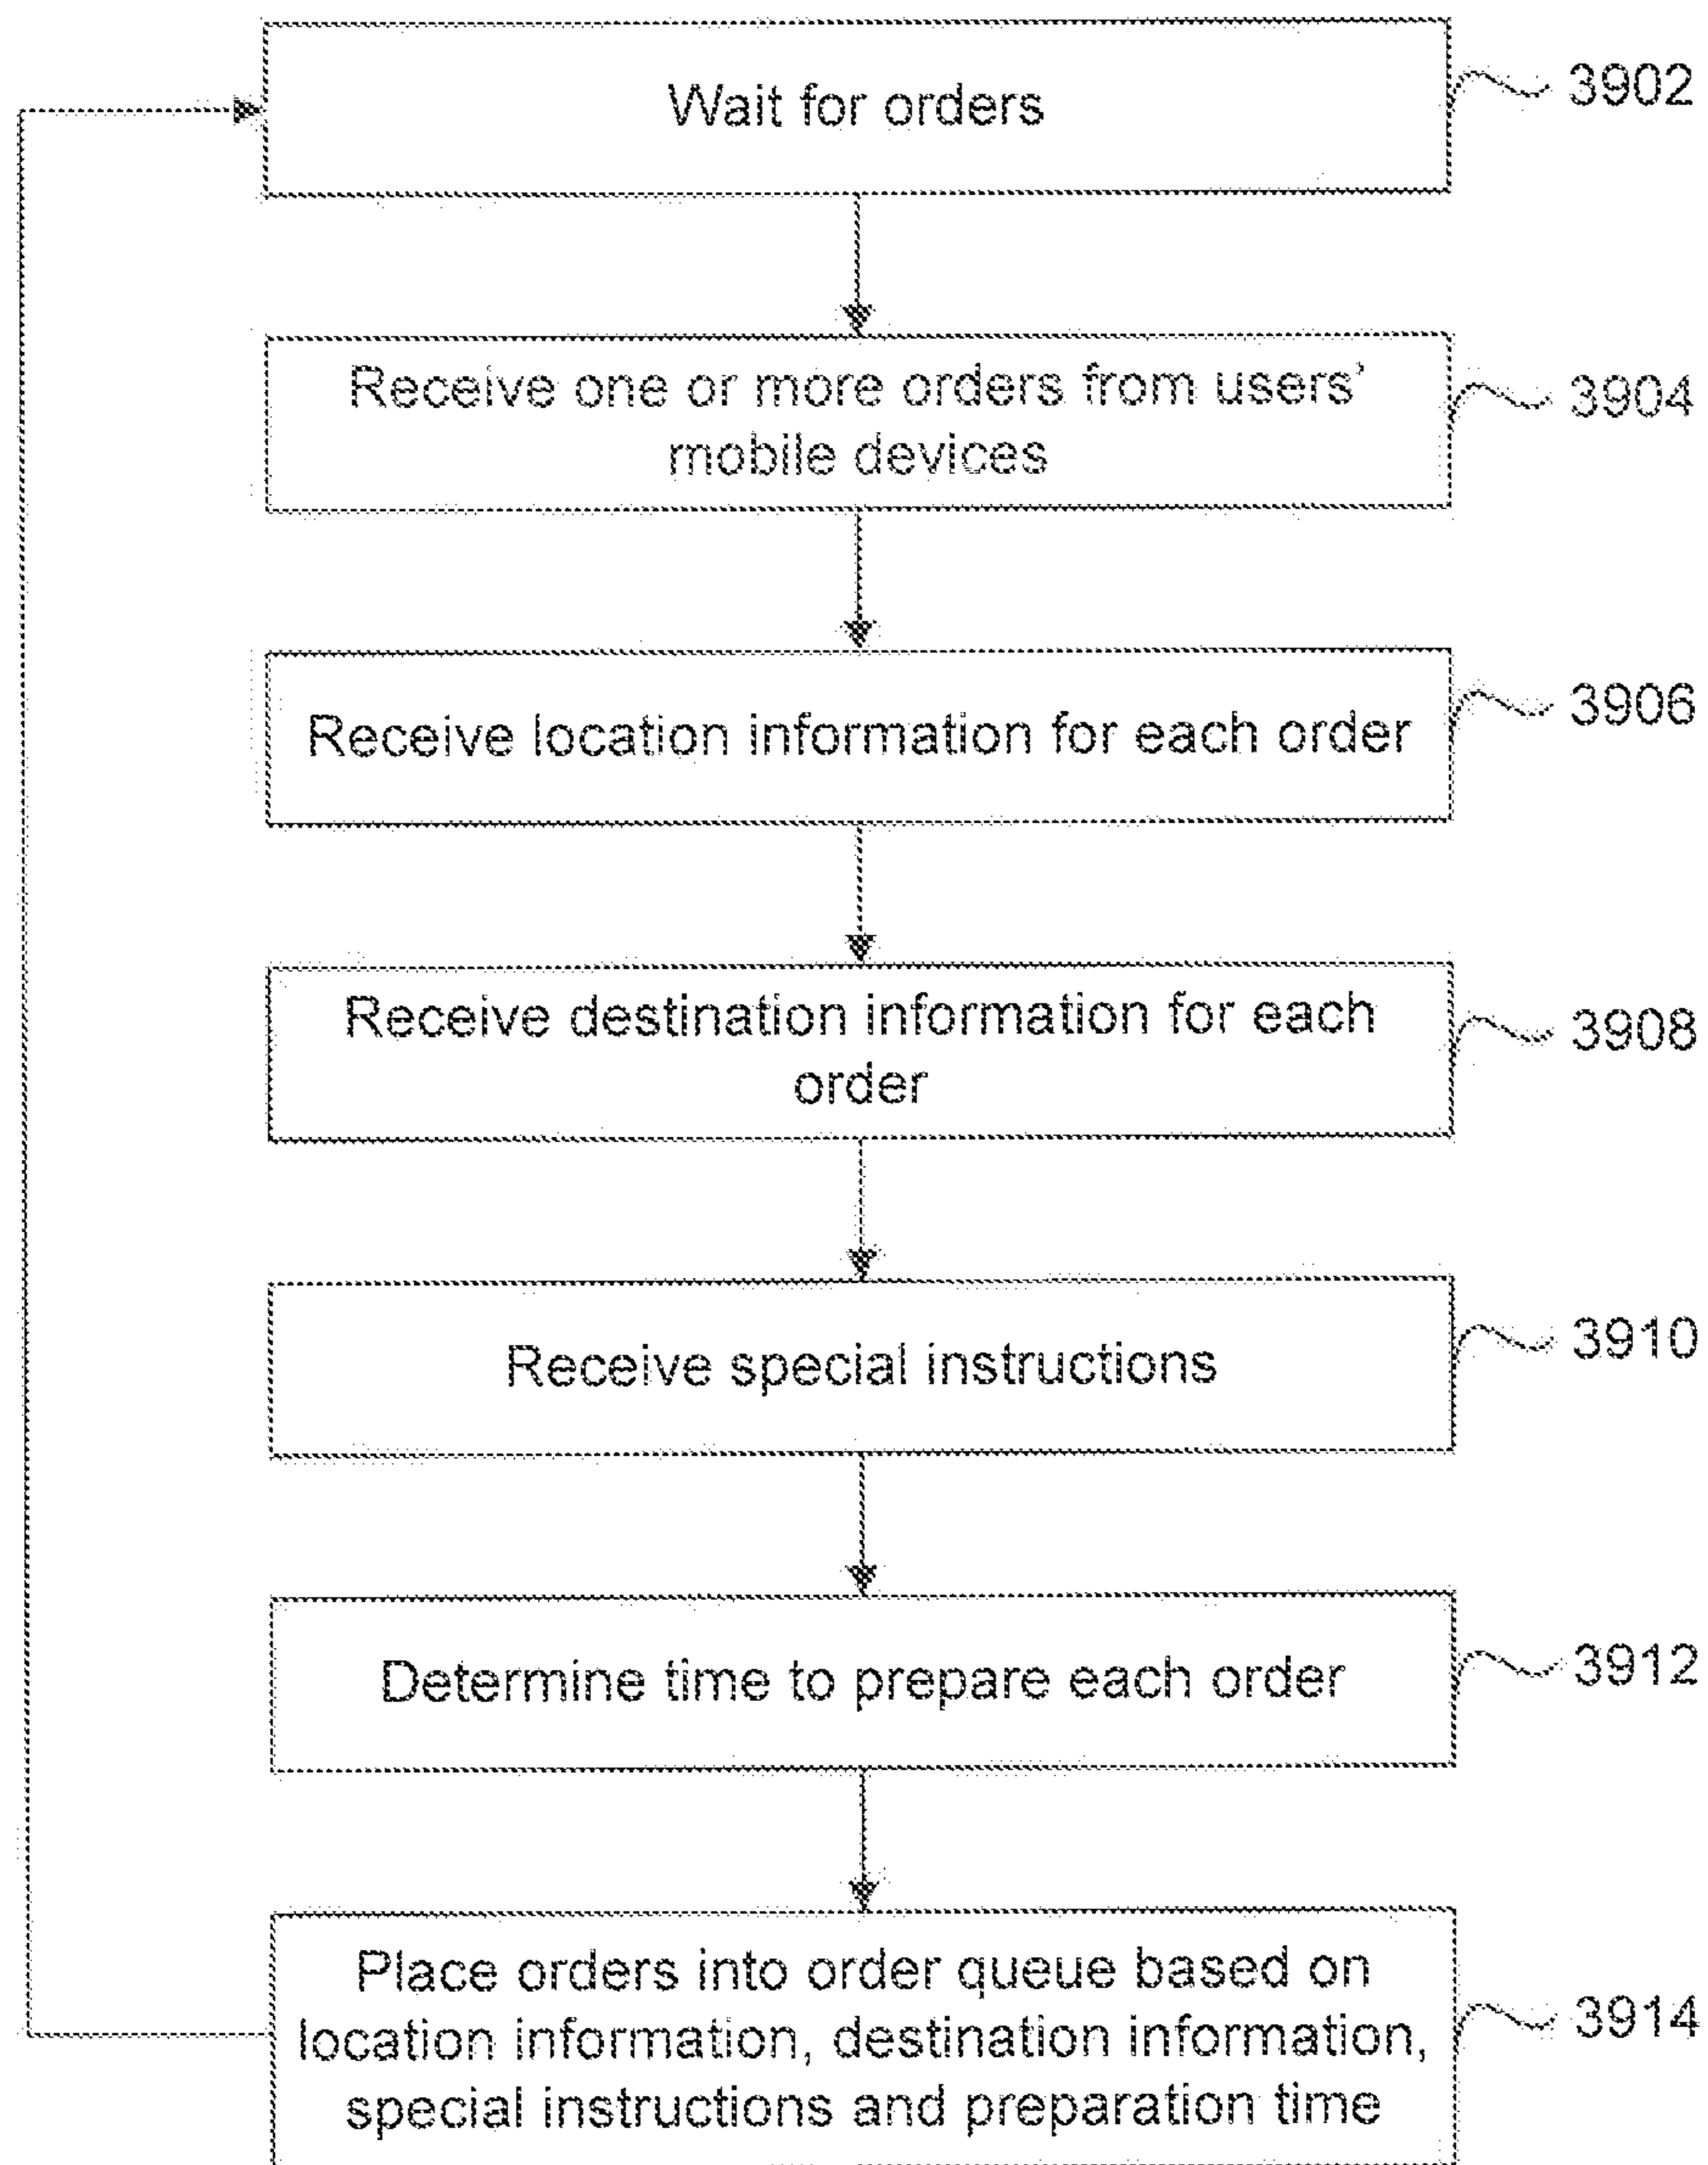 Wait for orders
3902
Receive one or more orders from users’
mobile devices
3904
Receive location information for each order
3906
Receive destination information for each
order
3908
Receive special instructions
3910
Determine time to prepare each order
3912
Place orders into order queue based on
location information, destination information,
special instructions and preparation time
3914